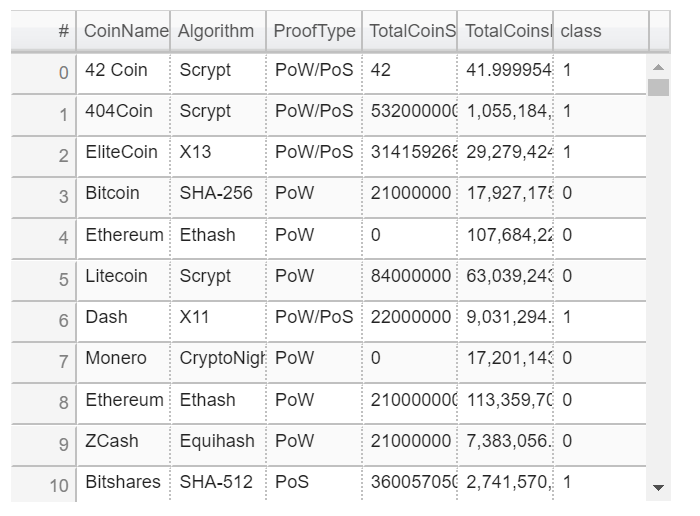 # CoinName Algorithm ProofType TotalCoinS TotalCoinsI class
0 42 Coin Scrypt PoW/PoS 42 41.999954 1
1 404Coin Scrypt PoW/PoS 532000000 1,055,184, 1
2 EliteCoin X13 PoW/PoS 314159265 29,279,424 1
3 Bitcoin SHA-256 PoW 21000000 17,927,175 0
4 Ethereum Ethash PoW 0 107,684,22 0
5 Litecoin Scrypt PoW 84000000 63,039,243 0
6 Dash X11 PoW/PoS 22000000 9,031,294. 1
7 Monero CryptoNigh PoW 0 17,201,143 0
8 Ethereum Ethash PoW 210000000 113,359,70 0
9 ZCash Equihash PoW 21000000 7,383,056. 0
10 Bitshares SHA-512 PoS 360057050 2,741,570, 1